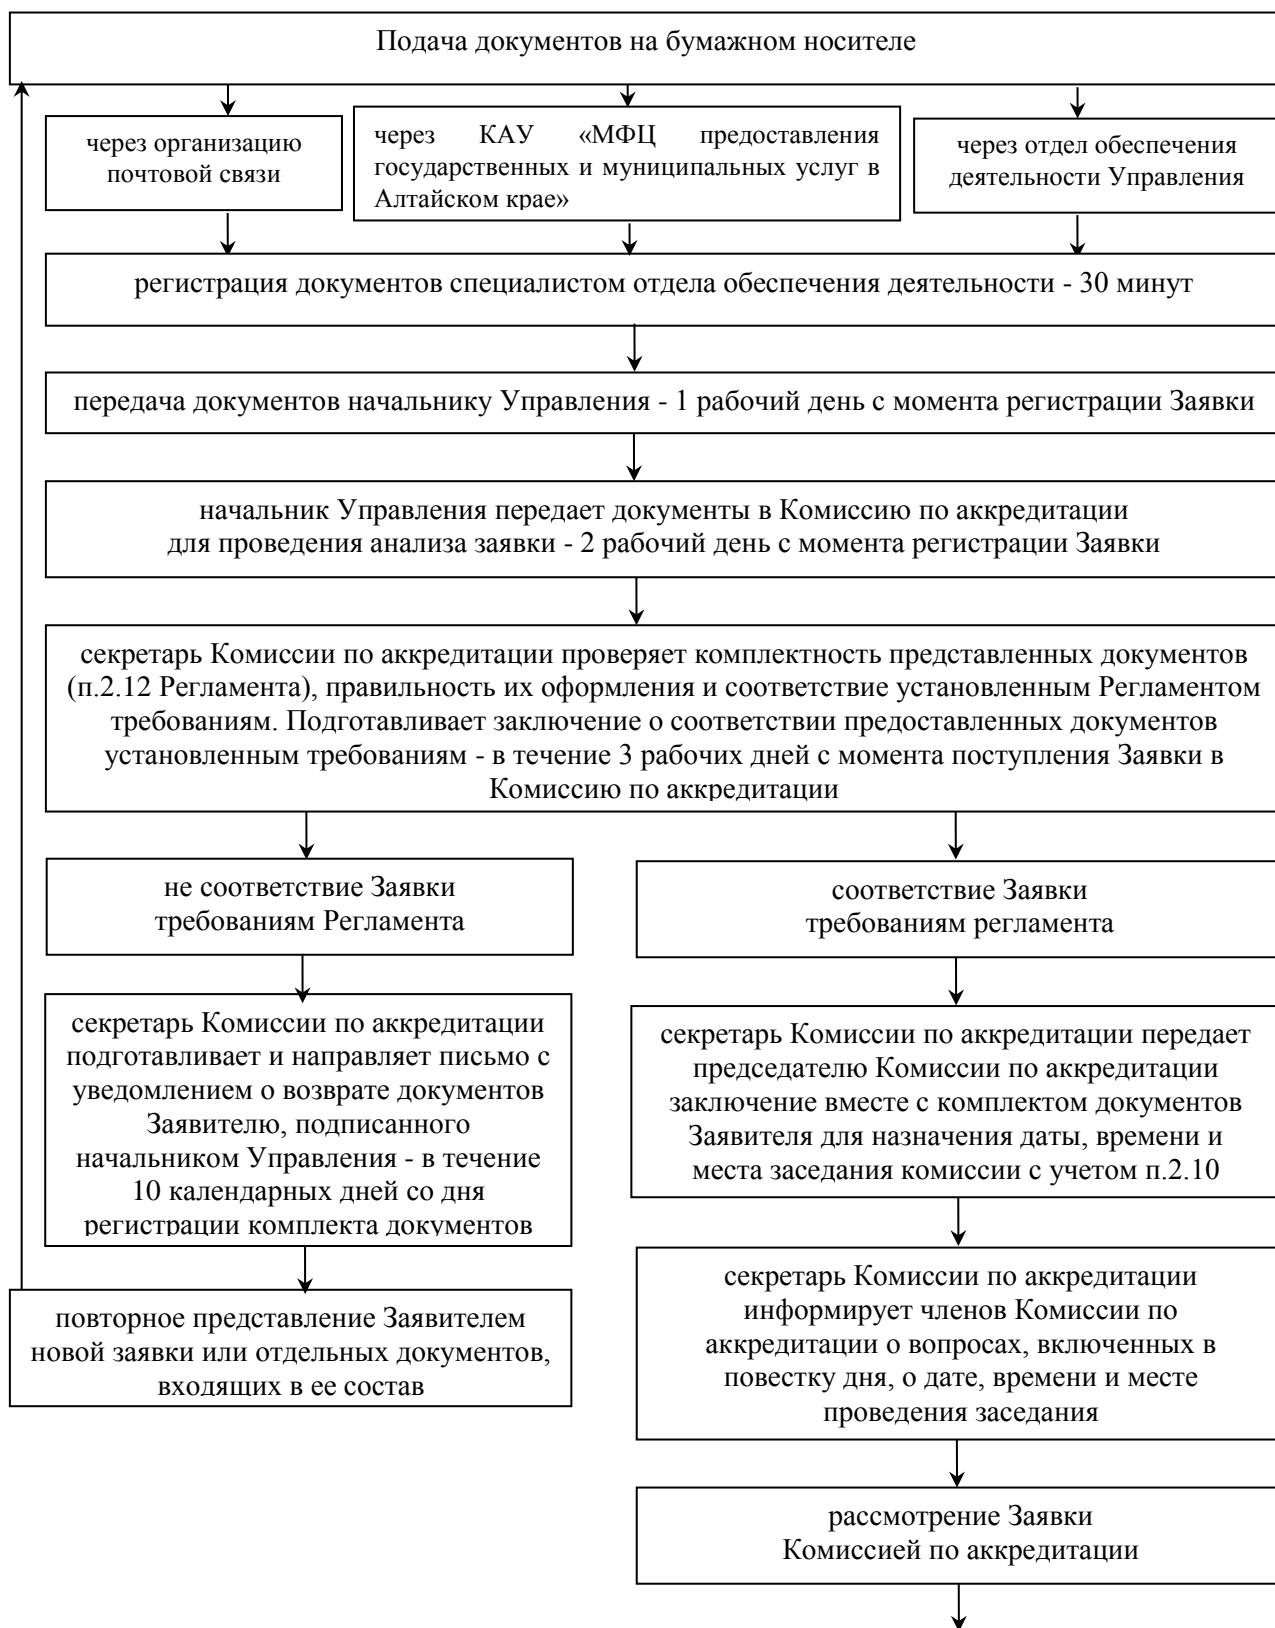 Подача документов на бумажном носителе
через организацию
почтовой связи
через КАУ «МФЦ предоставления
государственных и муниципальных услуг в
Алтайском крае»
через отдел обеспечения
деятельности Управления
регистрация документов специалистом отдела обеспечения деятельности - 30 минут
передача документов начальнику Управления - 1 рабочий день с момента регистрации Заявки
начальник Управления передает документы в Комиссию по аккредитации
для проведения анализа заявки - 2 рабочий день с момента регистрации Заявки
секретарь Комиссии по аккредитации проверяет комплектность представленных документов
(п.2.12 Регламента), правильность их оформления и соответствие установленным Регламентом
требованиям. Подготавливает заключение о соответствии предоставленных документов
установленным требованиям - в течение 3 рабочих дней с момента поступления Заявки в
Комиссию по аккредитации
не соответствие Заявки
требованиям Регламента
соответствие Заявки
требованиям регламента
секретарь Комиссии по аккредитации
подготавливает и направляет письмо с
уведомлением о возврате документов
Заявителю, подписанного
начальником Управления - в течение
10 календарных дней со дня
регистрации комплекта документов
секретарь Комиссии по аккредитации передает
председателю Комиссии по аккредитации
заключение вместе с комплектом документов
Заявителя для назначения даты, времени и
места заседания комиссии с учетом п.2.10
повторное представление Заявителем
новой заявки или отдельных документов,
входящих в ее состав
секретарь Комиссии по аккредитации
информирует членов Комиссии по
аккредитации о вопросах, включенных в
повестку дня, о дате, времени и месте
проведения заседания
рассмотрение Заявки
Комиссией по аккредитации